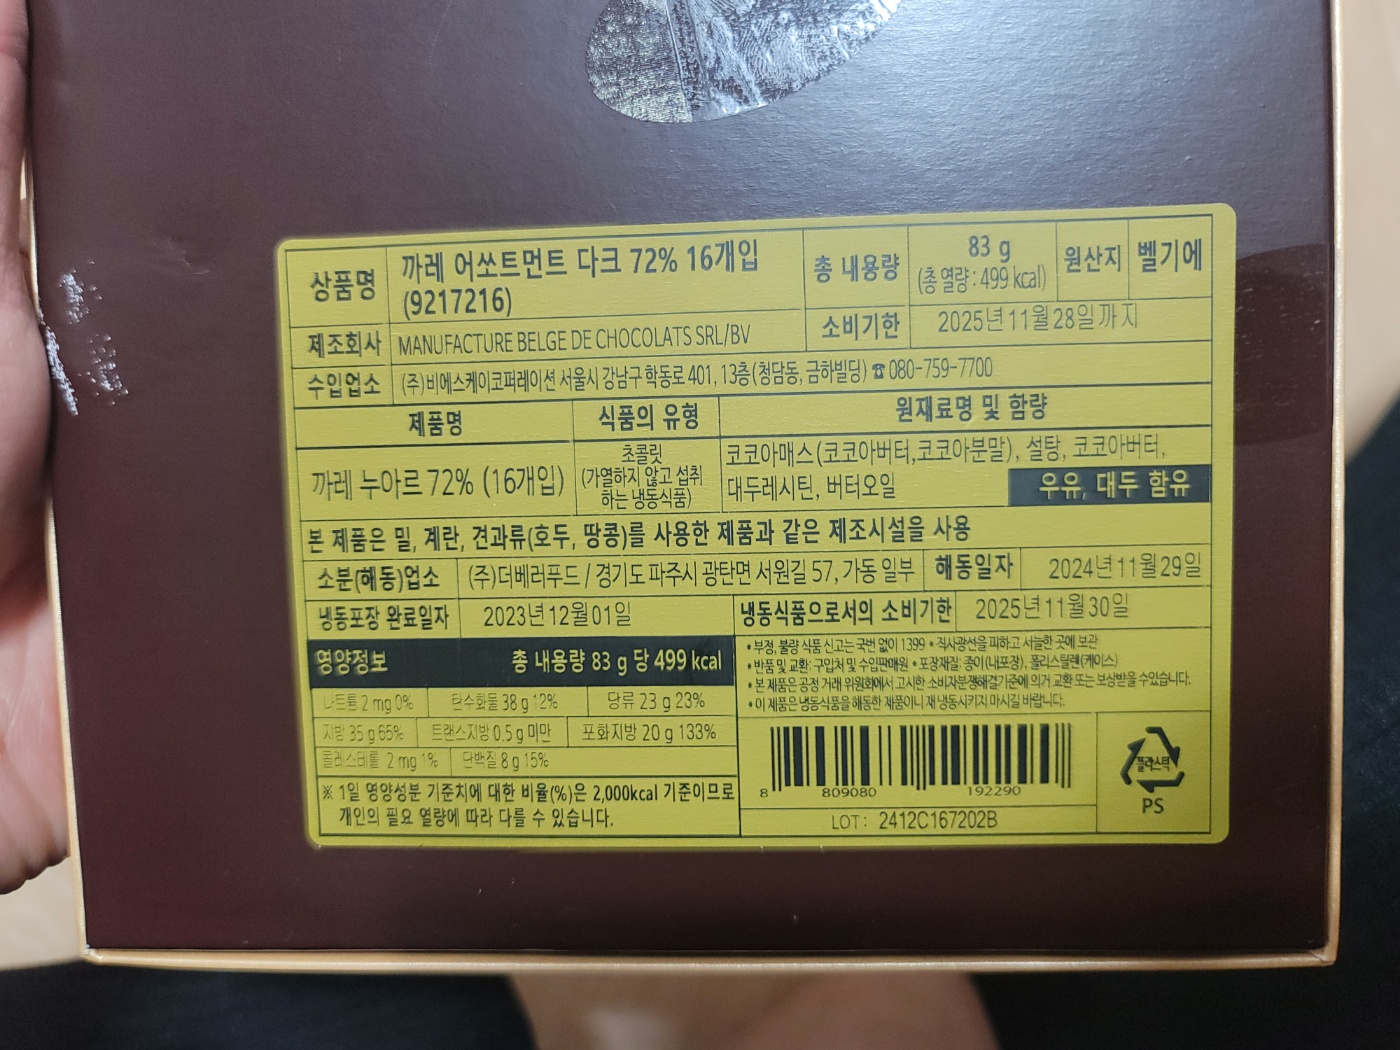 상품명 까레 어쏘트먼트 다크 72% 16개입
(9217216)
총 내용량 83 g
(총 열량 : 499 kcal)
원산지 벨기에
제조회사 MANUFACTURE BELGE DE CHOCOLATS SRL/BV
소비기한 2025년 11월 28일까지
수입업소 (주)비에스케이코퍼레이션 서울시 강남구 학동로 401, 13층(청담동, 금하빌딩) ☎ 080-759-7700
제품명 식품의 유형 원재료명 및 함량
까레 누아르 72% (16개입)
초콜릿
(가열하지 않고 섭취
하는 냉동식품)
코코아매스(코코아버터,코코아분말), 설탕, 코코아버터,
대두레시틴, 버터오일
우유, 대두 함유
본 제품은 밀, 계란, 견과류(호두, 땅콩)를 사용한 제품과 같은 제조시설을 사용
소분(해동)업소 (주)더베러푸드 / 경기도 파주시 광탄면 서원길 57, 가동 일부 해동일자 2024년 11월 29일
냉동포장 완료일자 2023년 12월 01일 냉동식품으로서의 소비기한 2025년 11월 30일
영양정보 총 내용량 83 g 당 499 kcal
나트륨 2 mg 0% 탄수화물 38 g 12% 당류 23 g 23%
지방 35 g 65% 트랜스지방 0.5 g 미만 포화지방 20 g 133%
콜레스테롤 2 mg 1% 단백질 8 g 15%
※ 1일 영양성분 기준치에 대한 비율(%)은 2,000kcal 기준이므로
개인의 필요 열량에 따라 다를 수 있습니다.
• 부정, 불량 식품 신고는 국번 없이 1399 • 직사광선을 피하고 서늘한 곳에 보관
• 반품 및 교환: 구입처 및 수입판매원 • 포장재질: 종이(내포장), 폴리스틸렌(케이스)
• 본 제품은 공정 거래 위원회에서 고시한 소비자분쟁해결기준에 의거 교환 또는 보상받을 수 있습니다.
• 이 제품은 냉동식품을 해동한 제품이니 재 냉동시키지 마시길 바랍니다.
8 809080 192290
플라스틱
PS
LOT: 2412C167202B